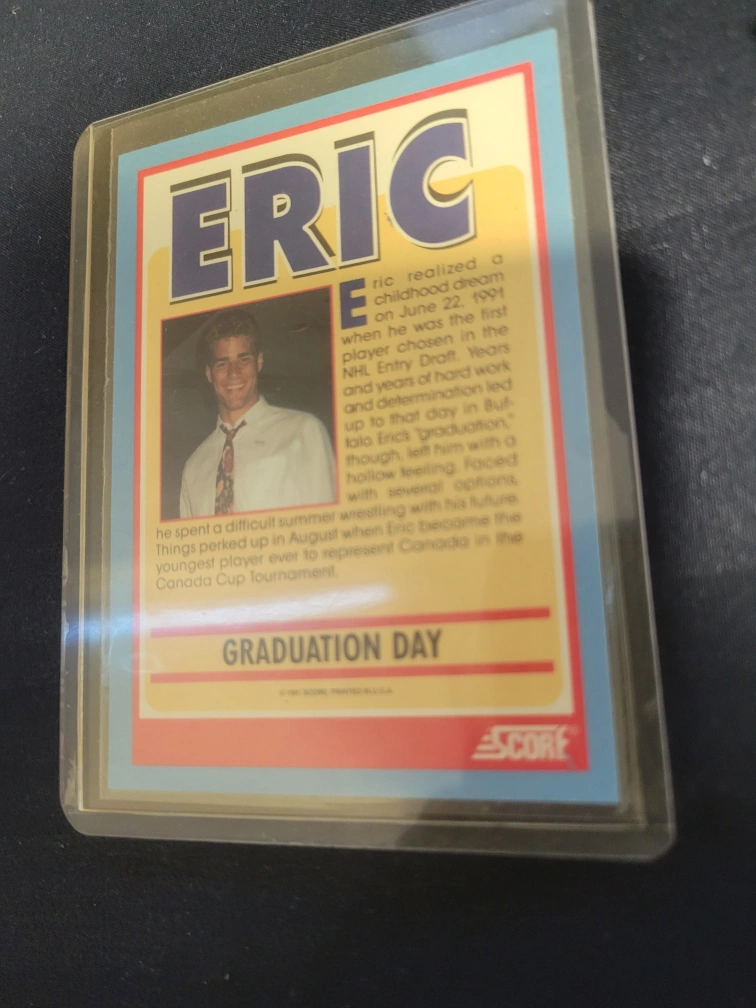 ERIC
Eric realized a
childhood dream
on June 22, 1991
when he was the first
player chosen in the
NHL Entry Draft. Years
and years of hard work
and determination led
up to that day in Buf-
falo. Eric's "graduation,"
though, left him with a
hollow feeling. Faced
with several options,
he spent a difficult summer wrestling with his future.
Things perked up in August when Eric became the
youngest player ever to represent Canada in the
Canada Cup Tournament.
GRADUATION DAY
© 1991 SCORE, PRINTED IN U.S.A.
SCORE